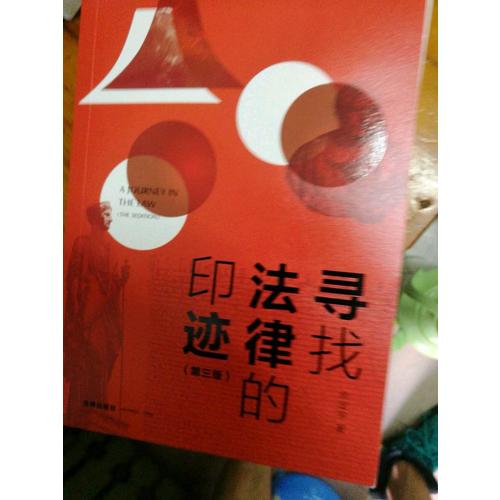 A JOURNEY IN
THE LAW
寻找
法律的
印迹
(第三版)